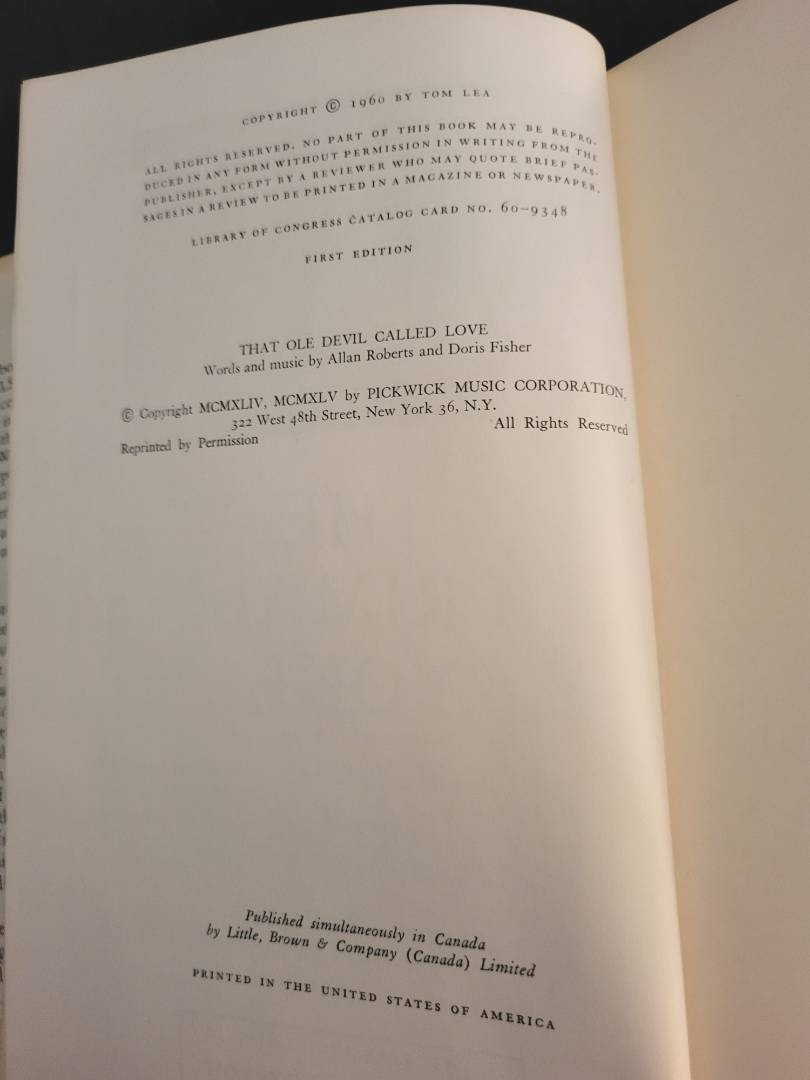 COPYRIGHT © 1960 BY TOM LEA
ALL RIGHTS RESERVED. NO PART OF THIS BOOK MAY BE REPRO-
DUCED IN ANY FORM WITHOUT PERMISSION IN WRITING FROM THE
PUBLISHER, EXCEPT BY A REVIEWER WHO MAY QUOTE BRIEF PAS-
SAGES IN A REVIEW TO BE PRINTED IN A MAGAZINE OR NEWSPAPER.
LIBRARY OF CONGRESS CATALOG CARD NO. 60-9348
FIRST EDITION
THAT OLE DEVIL CALLED LOVE
Words and music by Allan Roberts and Doris Fisher
© Copyright MCMXLIV, MCMXLV by PICKWICK MUSIC CORPORATION,
322 West 48th Street, New York 36, N.Y.
Reprinted by Permission All Rights Reserved
Published simultaneously in Canada
by Little, Brown & Company (Canada) Limited
PRINTED IN THE UNITED STATES OF AMERICA